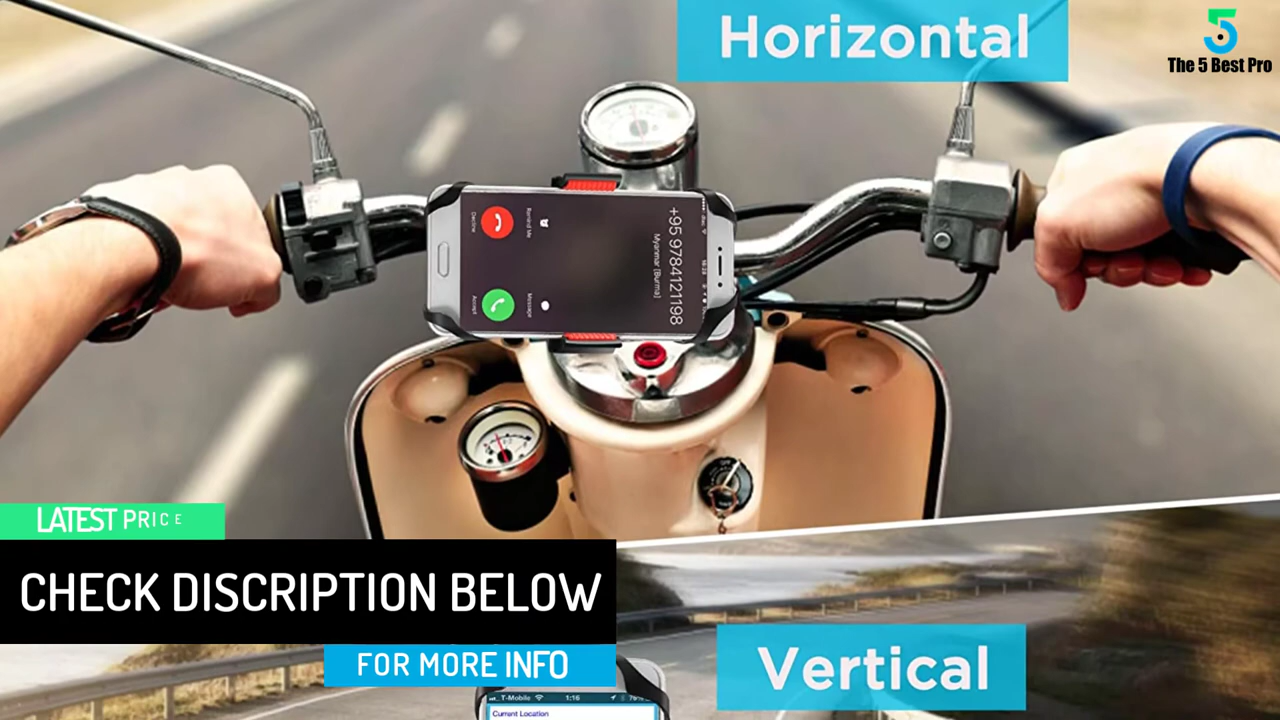 Horizontal
5
The 5 Best Pro
Decline
Remind Me
Accept
Message
+95 9784121198
Myanmar (Burma)
LATEST PRICE
CHECK DISCRIPTION BELOW
FOR MORE INFO
Vertical
T-Mobile
1:16
Current Location